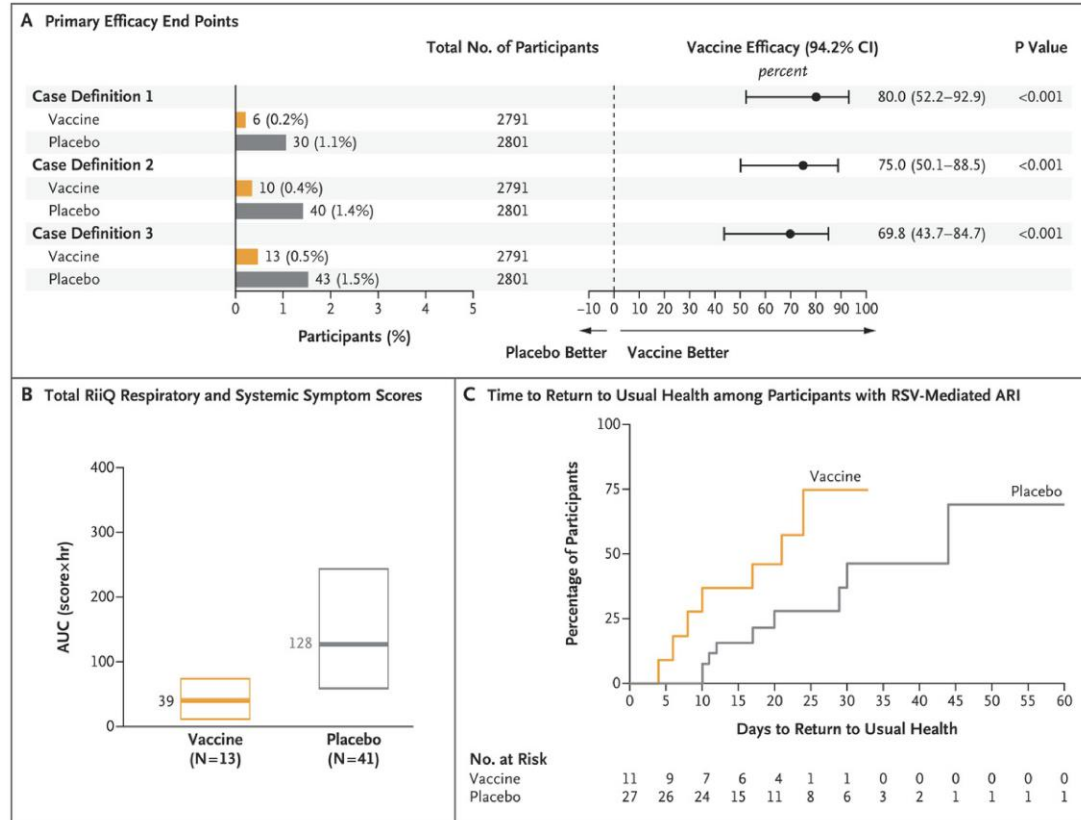 A Primary Efficacy End Points
Total No. of Participants Vaccine Efficacy (94.2% CI) P Value
percent
Case Definition 1 80.0 (52.2–92.9) <0.001
Vaccine 6 (0.2%) 2791
Placebo 30 (1.1%) 2801
Case Definition 2 75.0 (50.1–88.5) <0.001
Vaccine 10 (0.4%) 2791
Placebo 40 (1.4%) 2801
Case Definition 3 69.8 (43.7–84.7) <0.001
Vaccine 13 (0.5%) 2791
Placebo 43 (1.5%) 2801
0 1 2 3 4 5 −10 0 10 20 30 40 50 60 70 80 90 100
Participants (%)
Placebo Better Vaccine Better
B Total RiiQ Respiratory and Systemic Symptom Scores
AUC (score×hr)
400
300
200
100
0
39
128
Vaccine
(N=13)
Placebo
(N=41)
C Time to Return to Usual Health among Participants with RSV-Mediated ARI
Percentage of Participants
100
75
50
25
0
Vaccine
Placebo
0 5 10 15 20 25 30 35 40 45 50 55 60
Days to Return to Usual Health
No. at Risk
Vaccine 11 9 7 6 4 1 1 0 0 0 0 0 0
Placebo 27 26 24 15 11 8 6 3 2 1 1 1 1